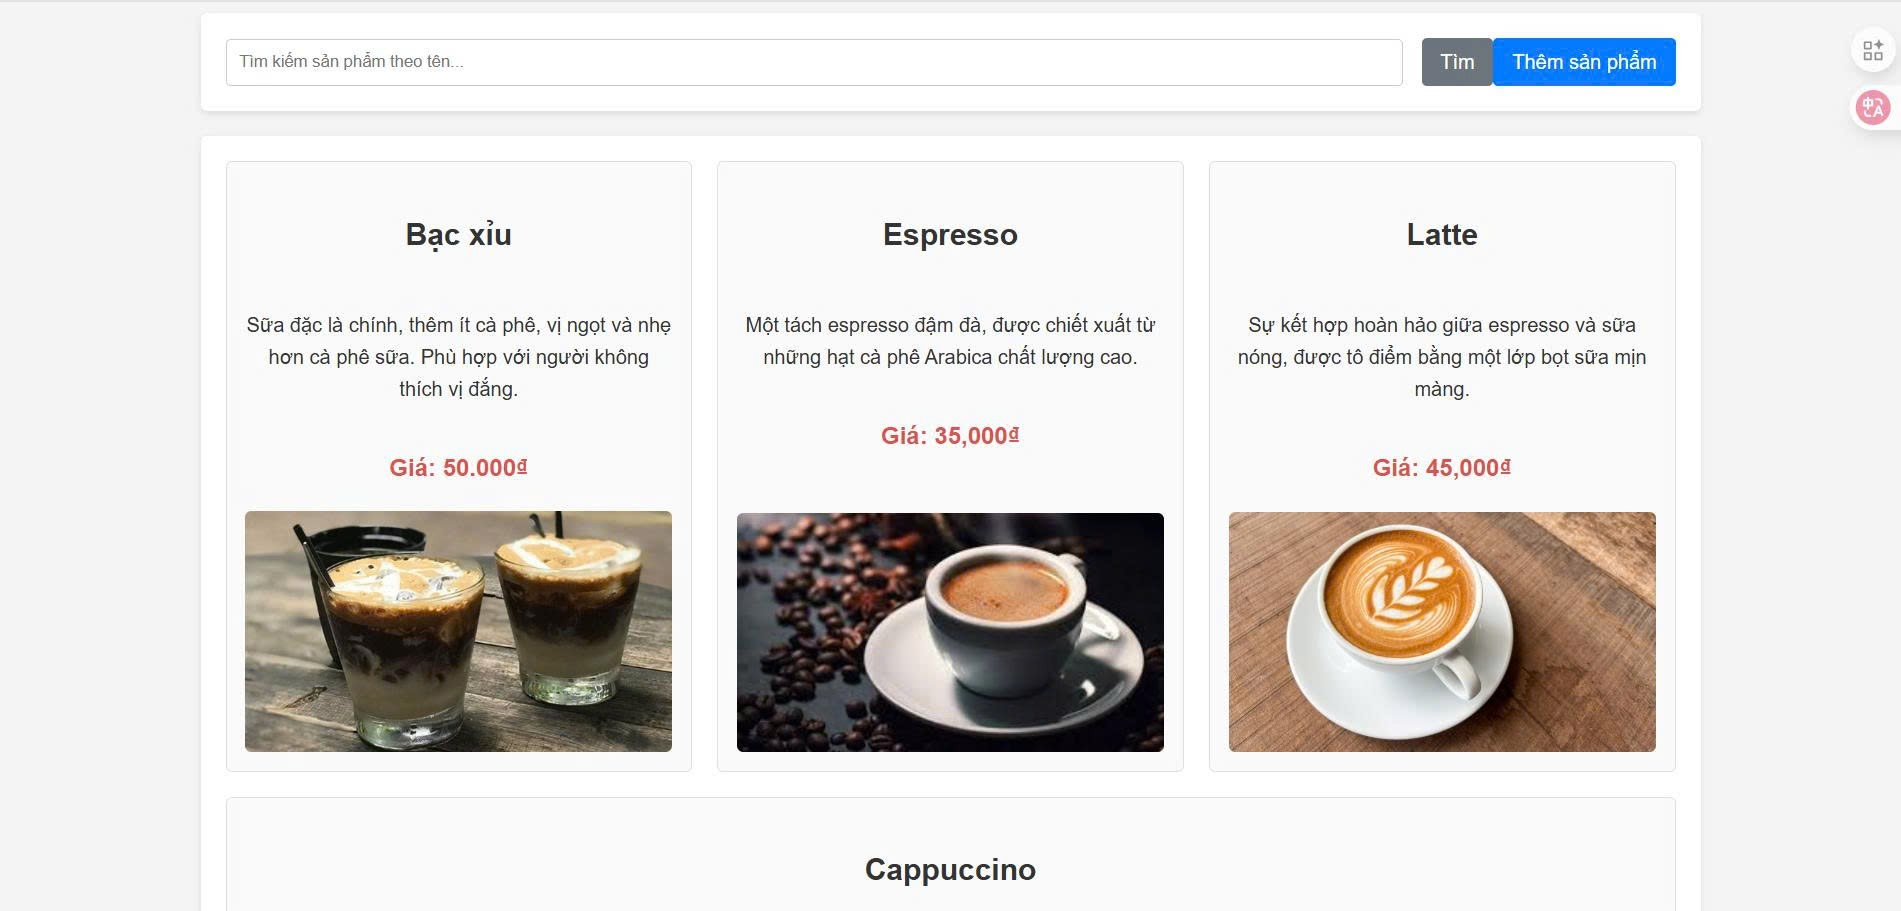 Tìm kiếm sản phẩm theo tên...
Tìm
Thêm sản phẩm
Bạc xỉu
Sữa đặc là chính, thêm ít cà phê, vị ngọt và nhẹ
hơn cà phê sữa. Phù hợp với người không
thích vị đắng.
Giá: 50.000₫
Espresso
Một tách espresso đậm đà, được chiết xuất từ
những hạt cà phê Arabica chất lượng cao.
Giá: 35,000₫
Latte
Sự kết hợp hoàn hảo giữa espresso và sữa
nóng, được tô điểm bằng một lớp bọt sữa mịn
màng.
Giá: 45,000₫
Cappuccino